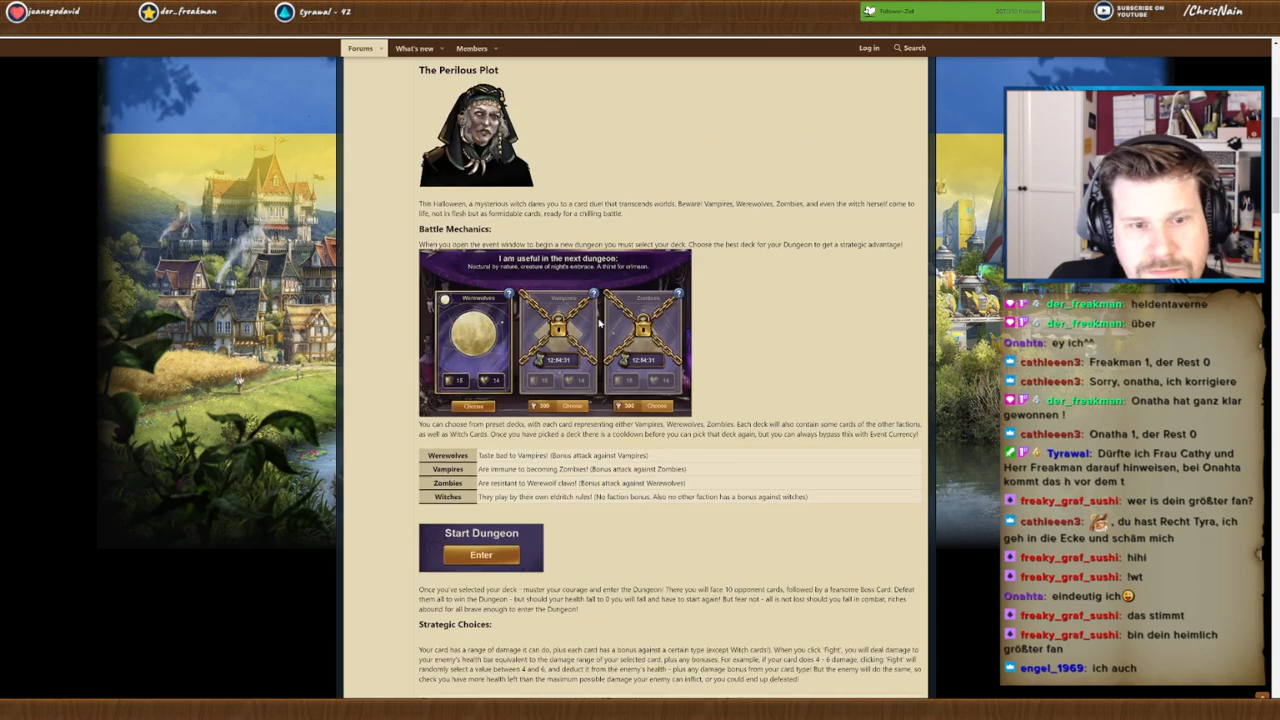 juansgodavid
der_freakman
tyrawal - 42
Follower-Ziel
SUBSCRIBE ON
YOUTUBE
/ChrisNain
Forums
What's new
Members
Log in
Search
The Perilous Plot
This Halloween, a mysterious witch dares you to a card duel that transcends worlds. Beware! Vampires, Werewolves, Zombies, and even the witch herself come to
life, not in flesh but as formidable cards, ready for a chilling battle.
Battle Mechanics:
When you open the event window to begin a new dungeon you must select your deck. Choose the best deck for your Dungeon to get a strategic advantage!
I am useful in the next dungeon:
Nocturnal by nature, creature of night's embrace. A thirst for crimson.
Werewolves
?
Vampires
?
Zombies
?
12:54:31
12:54:31
15
14
15
14
15
14
Choose
300
Choose
300
Choose
You can choose from preset decks, with each card representing either Vampires, Werewolves, Zombies. Each deck will also contain some cards of the other factions,
as well as Witch Cards. Once you have picked a deck there is a cooldown before you can pick that deck again, but you can always bypass this with Event Currency!
Werewolves Taste bad to Vampires! (Bonus attack against Vampires)
Vampires Are immune to becoming Zombies! (Bonus attack against Zombies)
Zombies Are resistant to Werewolf claws! (Bonus attack against Werewolves)
Witches They play by their own eldritch rules! (No faction bonus. Also no other faction has a bonus against witches)
Start Dungeon
Enter
Once you've selected your deck - muster your courage and enter the Dungeon! There you will face 10 opponent cards, followed by a fearsome Boss Card. Defeat
them all to win the Dungeon - but should your health fall to 0 you will fall and have to start again! But fear not - all is not lost should you fall in combat, riches
abound for all brave enough to enter the Dungeon!
Strategic Choices:
Your card has a range of damage it can do, plus each card has a bonus against a certain type (except Witch cards!). When you click 'Fight', you will deal damage to
your enemy's health bar equivalent to the damage range of your selected card, plus any bonuses. For example, if your card does 4 - 6 damage, clicking 'Fight' will
randomly select a value between 4 and 6, and deduct it from the enemy's health - plus any damage bonus from your card type! But the enemy will do the same, so
check you have more health left than the maximum possible damage your enemy can inflict, or you could end up defeated!
der_freakman: heldentaverne
der_freakman: über
Onahta: ey ich^^
cathleeen3: Freakman 1, der Rest 0
cathleeen3: Sorry, onatha, ich korrigiere
der_freakman: Onatha hat ganz klar
gewonnen !
cathleeen3: Onatha 1, der Rest 0
Tyrawal: Dürfte ich Frau Cathy und
Herr Freakman darauf hinweisen, bei Onahta
kommt das h vor dem t
freaky_graf_sushi: wer is dein größter fan?
cathleeen3: , du hast Recht Tyra, ich
geh in die Ecke und schäm mich
freaky_graf_sushi: hihi
freaky_graf_sushi: !wt
Onahta: eindeutig ich😜
freaky_graf_sushi: das stimmt
freaky_graf_sushi: bin dein heimlich
größter fan
engel_1969: ich auch